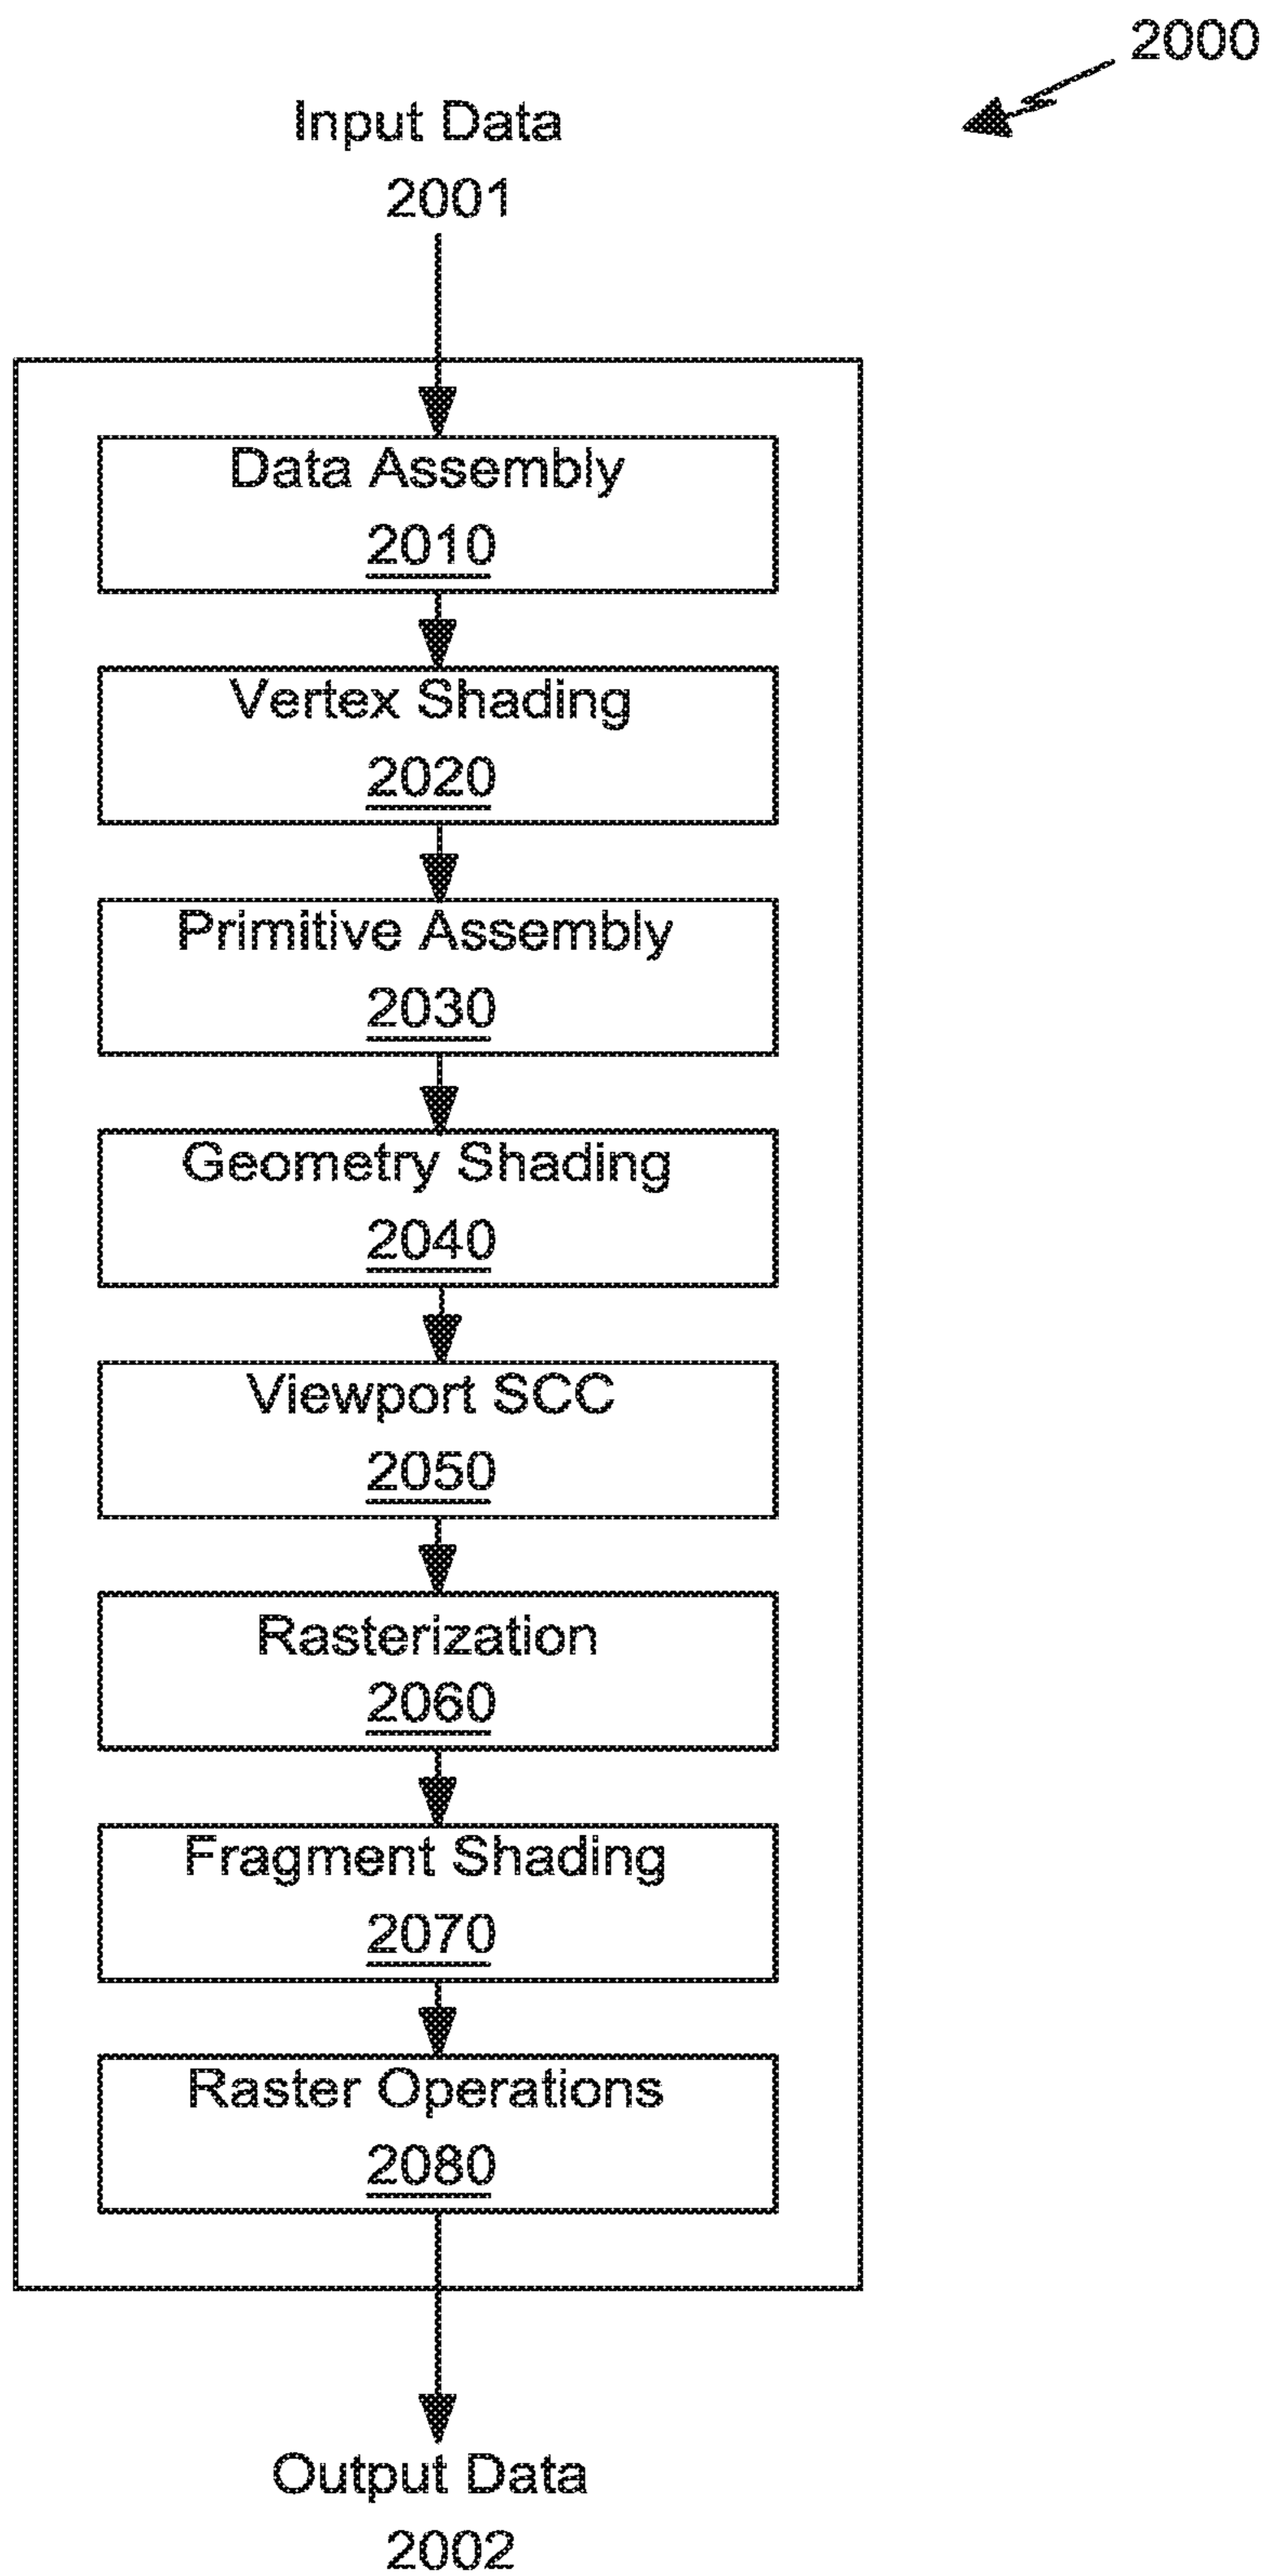 2000
Input Data
2001
Data Assembly
2010
Vertex Shading
2020
Primitive Assembly
2030
Geometry Shading
2040
Viewport SCC
2050
Rasterization
2060
Fragment Shading
2070
Raster Operations
2080
Output Data
2002